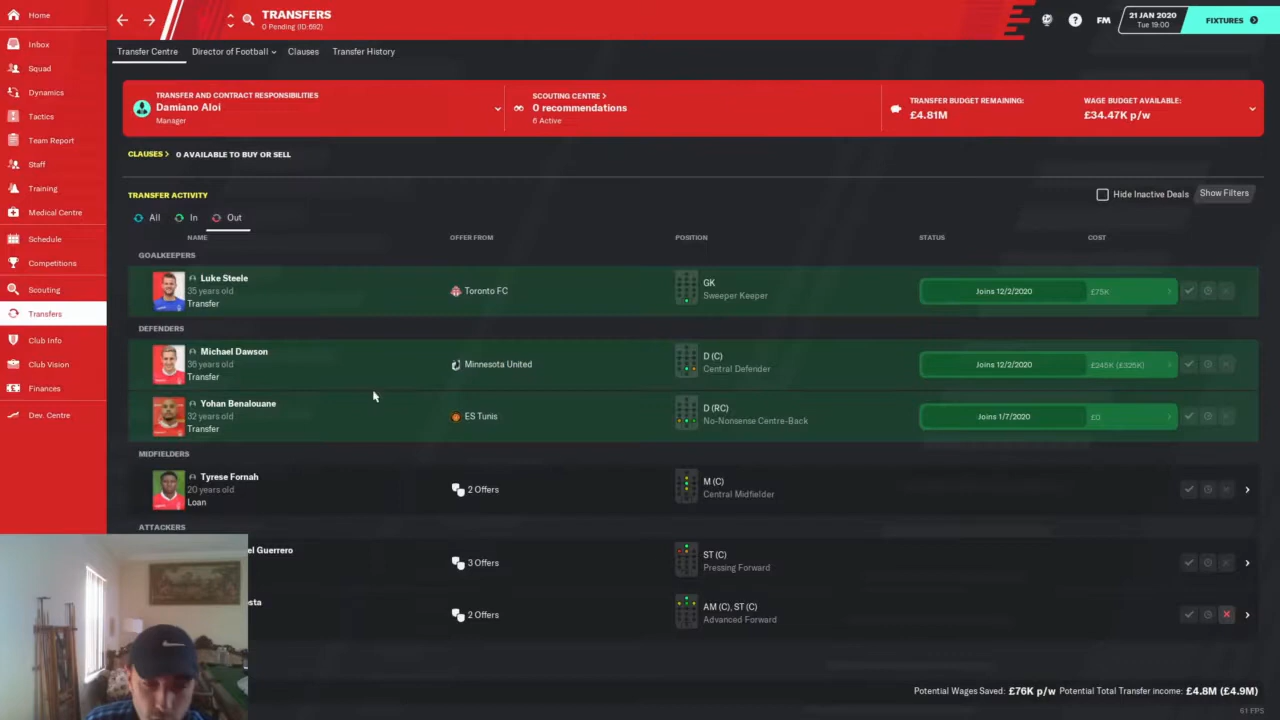 Home
TRANSFERS
0 Pending (ID:692)
FM
21 JAN 2020
Tue 19:00
FIXTURES
Inbox
Squad
Dynamics
Tactics
Team Report
Staff
Training
Medical Centre
Schedule
Competitions
Scouting
Transfers
Club Info
Club Vision
Finances
Dev. Centre
Transfer Centre
Director of Football
Clauses
Transfer History
TRANSFER AND CONTRACT RESPONSIBILITIES
Damiano Aloi
Manager
SCOUTING CENTRE >
0 recommendations
6 Active
TRANSFER BUDGET REMAINING:
£4.81M
WAGE BUDGET AVAILABLE:
£34.47K p/w
CLAUSES > 0 AVAILABLE TO BUY OR SELL
TRANSFER ACTIVITY
Hide Inactive Deals
Show Filters
All In Out
NAME OFFER FROM POSITION STATUS COST
GOALKEEPERS
Luke Steele
35 years old
Transfer
Toronto FC
GK
Sweeper Keeper
Joins 12/2/2020
£75K
DEFENDERS
Michael Dawson
36 years old
Transfer
Minnesota United
D (C)
Central Defender
Joins 12/2/2020
£245K (£325K)
Yohan Benalouane
32 years old
Transfer
ES Tunis
D (RC)
No-Nonsense Centre-Back
Joins 1/7/2020
£0
MIDFIELDERS
Tyrese Fornah
20 years old
Loan
2 Offers
M (C)
Central Midfielder
ATTACKERS
el Guerrero
3 Offers
ST (C)
Pressing Forward
sta
2 Offers
AM (C), ST (C)
Advanced Forward
Potential Wages Saved: £76K p/w Potential Total Transfer income: £4.8M (£4.9M)
61 FPS